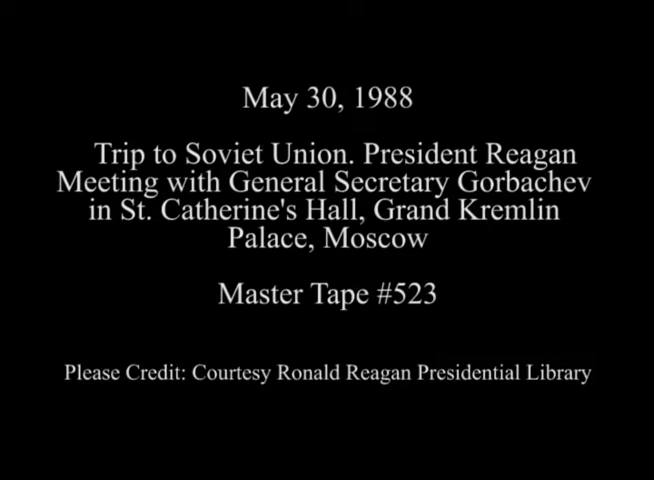 May 30, 1988
Trip to Soviet Union. President Reagan
Meeting with General Secretary Gorbachev
in St. Catherine's Hall, Grand Kremlin
Palace, Moscow
Master Tape #523
Please Credit: Courtesy Ronald Reagan Presidential Library